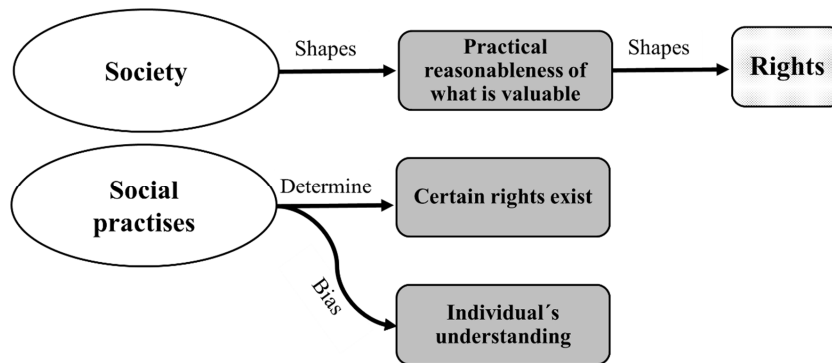 Society
Shapes
Practical
reasonableness of
what is valuable
Shapes
Rights
Social
practises
Determine
Certain rights exist
Bias
Individual´s
understanding